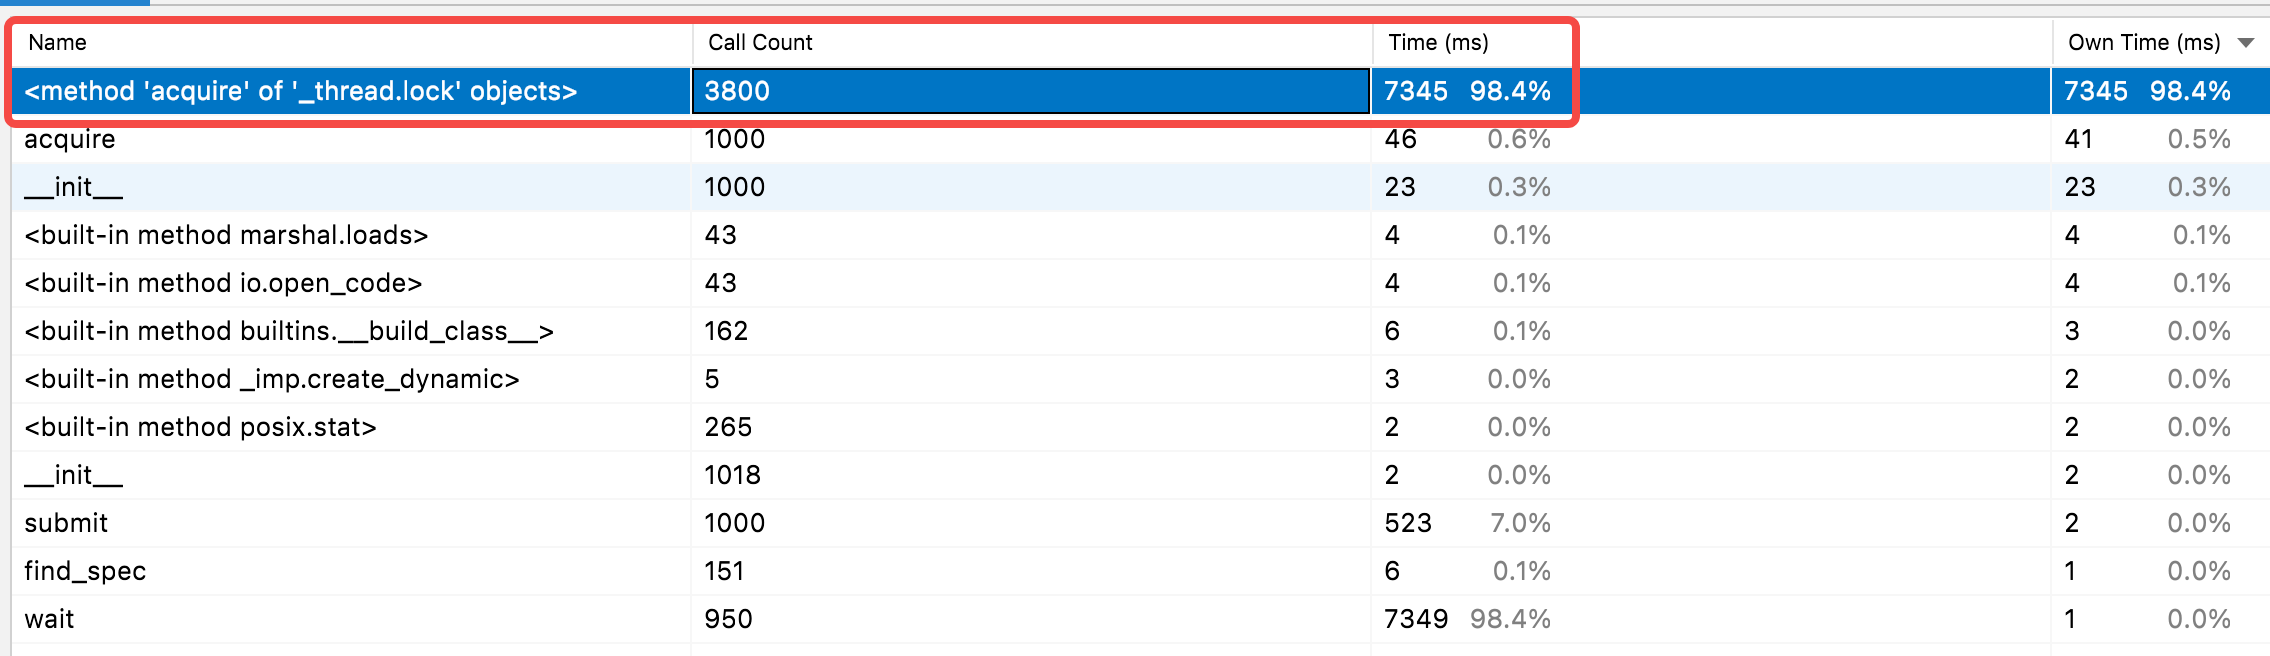 Name Call Count Time (ms) Own Time (ms)
<method 'acquire' of '_thread.lock' objects> 3800 7345 98.4% 7345 98.4%
acquire 1000 46 0.6% 41 0.5%
__init__ 1000 23 0.3% 23 0.3%
<built-in method marshal.loads> 43 4 0.1% 4 0.1%
<built-in method io.open_code> 43 4 0.1% 4 0.1%
<built-in method builtins.__build_class__> 162 6 0.1% 3 0.0%
<built-in method _imp.create_dynamic> 5 3 0.0% 2 0.0%
<built-in method posix.stat> 265 2 0.0% 2 0.0%
__init__ 1018 2 0.0% 2 0.0%
submit 1000 523 7.0% 2 0.0%
find_spec 151 6 0.1% 1 0.0%
wait 950 7349 98.4% 1 0.0%